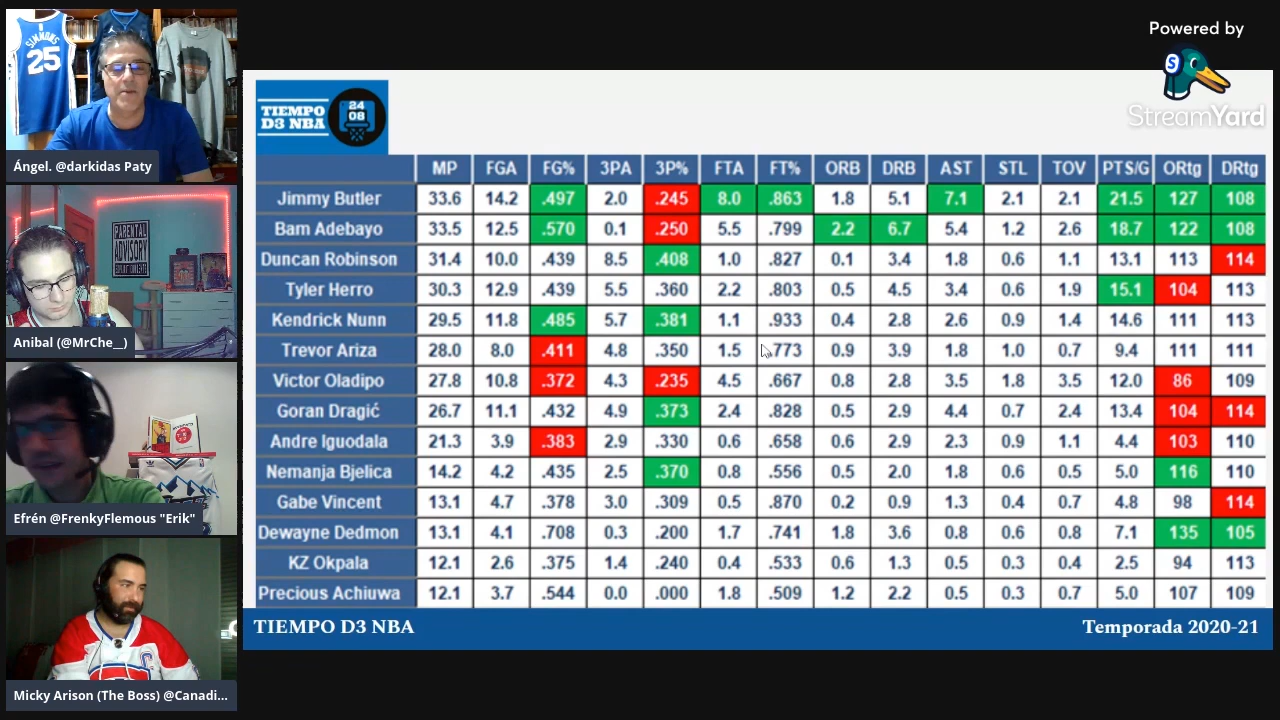 Powered by
StreamYard
SIMMONS
25
Ángel. @darkidas Paty
PARENTAL
ADVISORY
EXPLICIT CONTENT
Anibal (@MrChe__)
Efrén @FrenkyFlemous "Erik"
Micky Arison (The Boss) @Canadi...
TIEMPO
D3 NBA
24
08
MP FGA FG% 3PA 3P% FTA FT% ORB DRB AST STL TOV PTS/G ORtg DRtg
Jimmy Butler 33.6 14.2 .497 2.0 .245 8.0 .863 1.8 5.1 7.1 2.1 2.1 21.5 127 108
Bam Adebayo 33.5 12.5 .570 0.1 .250 5.5 .799 2.2 6.7 5.4 1.2 2.6 18.7 122 108
Duncan Robinson 31.4 10.0 .439 8.5 .408 1.0 .827 0.1 3.4 1.8 0.6 1.1 13.1 113 114
Tyler Herro 30.3 12.9 .439 5.5 .360 2.2 .803 0.5 4.5 3.4 0.6 1.9 15.1 104 113
Kendrick Nunn 29.5 11.8 .485 5.7 .381 1.1 .933 0.4 2.8 2.6 0.9 1.4 14.6 111 113
Trevor Ariza 28.0 8.0 .411 4.8 .350 1.5 .773 0.9 3.9 1.8 1.0 0.7 9.4 111 111
Victor Oladipo 27.8 10.8 .372 4.3 .235 4.5 .667 0.8 2.8 3.5 1.8 3.5 12.0 86 109
Goran Dragić 26.7 11.1 .432 4.9 .373 2.4 .828 0.5 2.9 4.4 0.7 2.4 13.4 104 114
Andre Iguodala 21.3 3.9 .383 2.9 .330 0.6 .658 0.6 2.9 2.3 0.9 1.1 4.4 103 110
Nemanja Bjelica 14.2 4.2 .435 2.5 .370 0.8 .556 0.5 2.0 1.8 0.6 0.5 5.0 116 110
Gabe Vincent 13.1 4.7 .378 3.0 .309 0.5 .870 0.2 0.9 1.3 0.4 0.7 4.8 98 114
Dewayne Dedmon 13.1 4.1 .708 0.3 .200 1.7 .741 1.8 3.6 0.8 0.6 0.8 7.1 135 105
KZ Okpala 12.1 2.6 .375 1.4 .240 0.4 .533 0.6 1.3 0.5 0.3 0.3 2.5 94 113
Precious Achiuwa 12.1 3.7 .544 0.0 .000 1.8 .509 1.2 2.2 0.5 0.3 0.7 5.0 107 109
TIEMPO D3 NBA
Temporada 2020-21